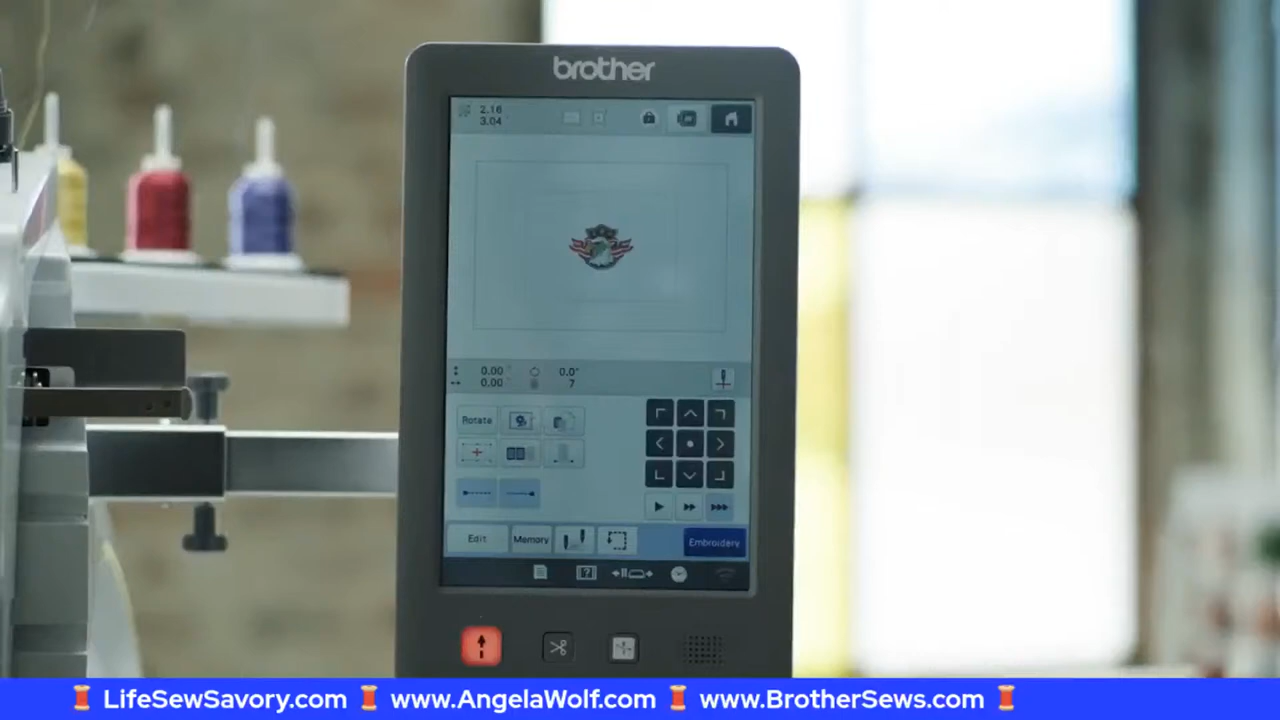 brother
2.16
3.04
0.00 0.0°
0.00 7
Rotate
Edit Memory Embroidery
LifeSewSavory.com www.AngelaWolf.com www.BrotherSews.com